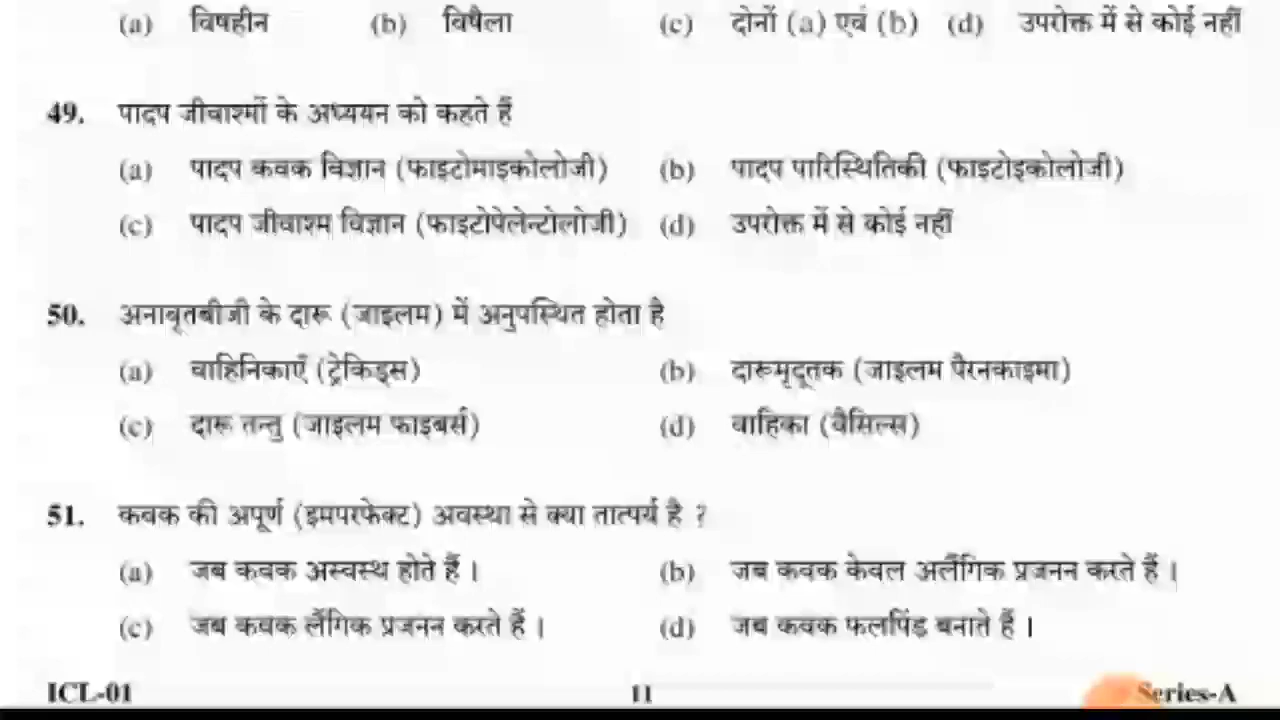 (a) विषहीन (b) विषैला (c) दोनों (a) एवं (b) (d) उपरोक्त में से कोई नहीं
49. पादप जीवाश्मों के अध्ययन को कहते हैं
(a) पादप कवक विज्ञान (फाइटोमाइकोलोजी) (b) पादप पारिस्थितिकी (फाइटोइकोलोजी)
(c) पादप जीवाश्म विज्ञान (फाइटोपेलेन्टोलोजी) (d) उपरोक्त में से कोई नहीं
50. अनावृतबीजी के दारू (जाइलम) में अनुपस्थित होता है
(a) वाहिनिकाएँ (ट्रेकिड्स) (b) दारूमृदूतक (जाइलम पैरनकाइमा)
(c) दारू तन्तु (जाइलम फाइबर्स) (d) वाहिका (वैसिल्स)
51. कवक की अपूर्ण (इमपरफेक्ट) अवस्था से क्या तात्पर्य है ?
(a) जब कवक अस्वस्थ होते हैं । (b) जब कवक केवल अलैंगिक प्रजनन करते हैं ।
(c) जब कवक लैंगिक प्रजनन करते हैं । (d) जब कवक फलपिंड बनाते हैं ।
ICL-01 11 Series-A